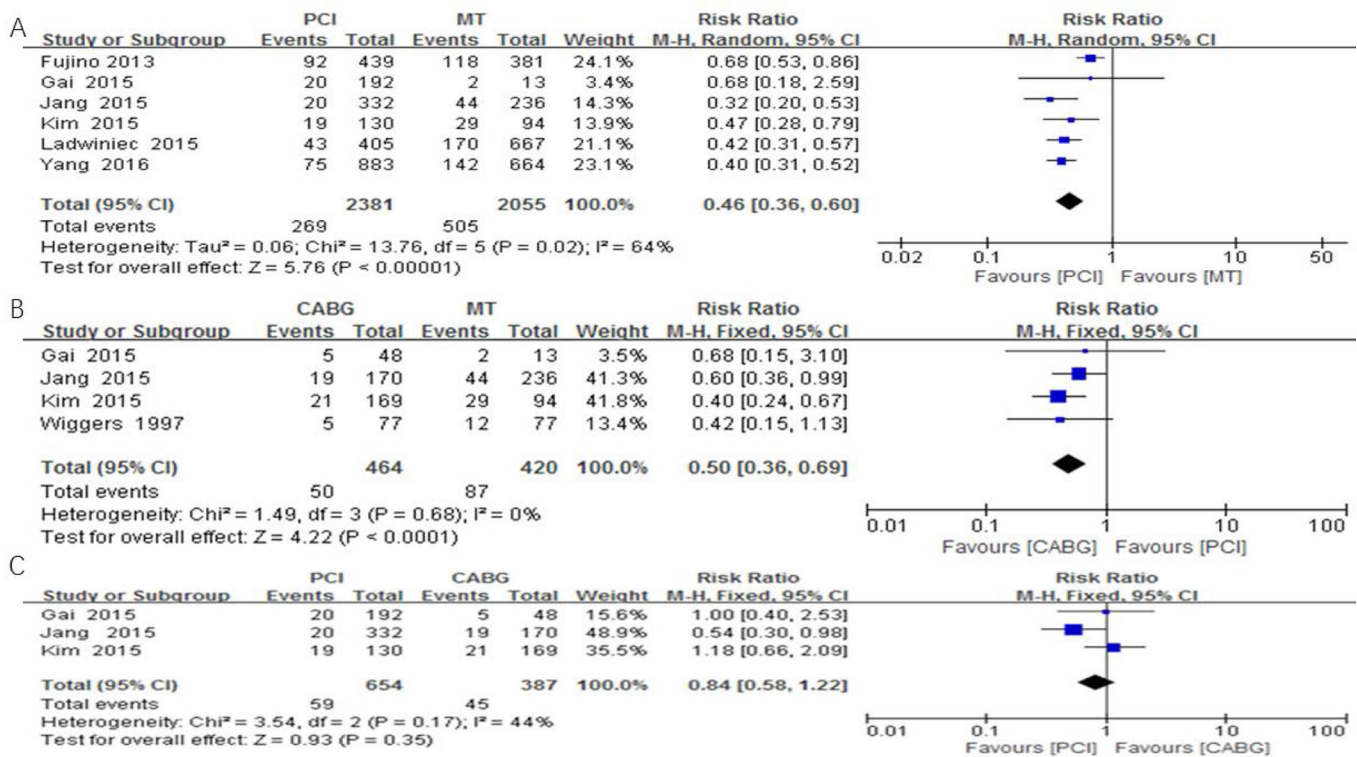 A
PCI MT Risk Ratio Risk Ratio
Study or Subgroup Events Total Events Total Weight M-H, Random, 95% CI M-H, Random, 95% CI
Fujino 2013 92 439 118 381 24.1% 0.68 [0.53, 0.86]
Gai 2015 20 192 2 13 3.4% 0.68 [0.18, 2.59]
Jang 2015 20 332 44 236 14.3% 0.32 [0.20, 0.53]
Kim 2015 19 130 29 94 13.9% 0.47 [0.28, 0.79]
Ladwiniec 2015 43 405 170 667 21.1% 0.42 [0.31, 0.57]
Yang 2016 75 883 142 664 23.1% 0.40 [0.31, 0.52]
Total (95% CI) 2381 2055 100.0% 0.46 [0.36, 0.60]
Total events 269 505
Heterogeneity: Tau² = 0.06; Chi² = 13.76, df = 5 (P = 0.02); I² = 64%
Test for overall effect: Z = 5.76 (P < 0.00001)
0.02 0.1 1 10 50
Favours [PCI] Favours [MT]
B
CABG MT Risk Ratio Risk Ratio
Study or Subgroup Events Total Events Total Weight M-H, Fixed, 95% CI M-H, Fixed, 95% CI
Gai 2015 5 48 2 13 3.5% 0.68 [0.15, 3.10]
Jang 2015 19 170 44 236 41.3% 0.60 [0.36, 0.99]
Kim 2015 21 169 29 94 41.8% 0.40 [0.24, 0.67]
Wiggers 1997 5 77 12 77 13.4% 0.42 [0.15, 1.13]
Total (95% CI) 464 420 100.0% 0.50 [0.36, 0.69]
Total events 50 87
Heterogeneity: Chi² = 1.49, df = 3 (P = 0.68); I² = 0%
Test for overall effect: Z = 4.22 (P < 0.0001)
0.01 0.1 1 10 100
Favours [CABG] Favours [PCI]
C
PCI CABG Risk Ratio Risk Ratio
Study or Subgroup Events Total Events Total Weight M-H, Fixed, 95% CI M-H, Fixed, 95% CI
Gai 2015 20 192 5 48 15.6% 1.00 [0.40, 2.53]
Jang 2015 20 332 19 170 48.9% 0.54 [0.30, 0.98]
Kim 2015 19 130 21 169 35.5% 1.18 [0.66, 2.09]
Total (95% CI) 654 387 100.0% 0.84 [0.58, 1.22]
Total events 59 45
Heterogeneity: Chi² = 3.54, df = 2 (P = 0.17); I² = 44%
Test for overall effect: Z = 0.93 (P = 0.35)
0.01 0.1 1 10 100
Favours [PCI] Favours [CABG]